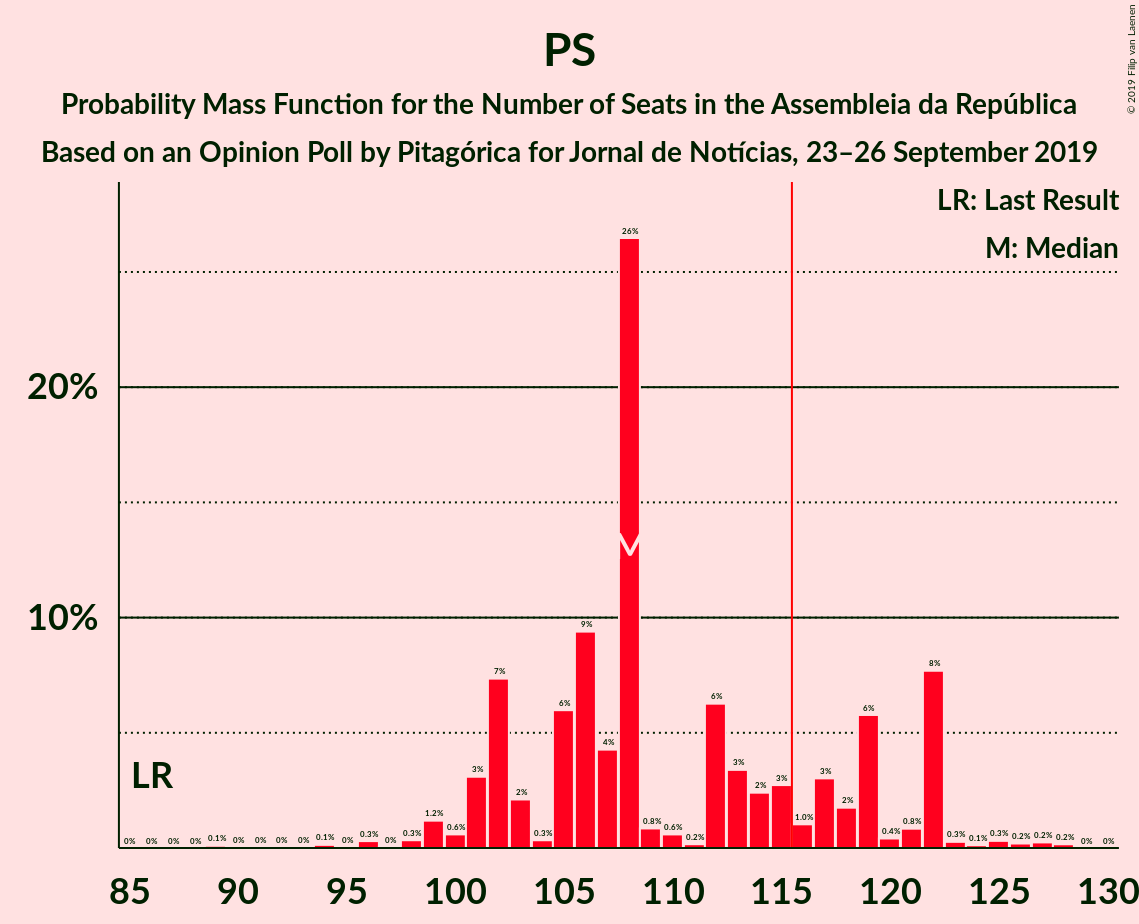 PS
Probability Mass Function for the Number of Seats in the Assembleia da República
Based on an Opinion Poll by Pitagórica for Jornal de Notícias, 23–26 September 2019
© 2019 Filip van Laenen
LR: Last Result
M: Median
20%
10%
LR
M
0% 0% 0% 0% 0.1% 0% 0% 0% 0% 0.1% 0% 0.3% 0% 0.3% 1.2% 0.6% 3% 7% 2% 0.3% 6% 9% 4% 26% 0.8% 0.6% 0.2% 6% 3% 2% 3% 1.0% 3% 2% 6% 0.4% 0.8% 8% 0.3% 0.1% 0.3% 0.2% 0.2% 0.2% 0% 0%
85 90 95 100 105 110 115 120 125 130